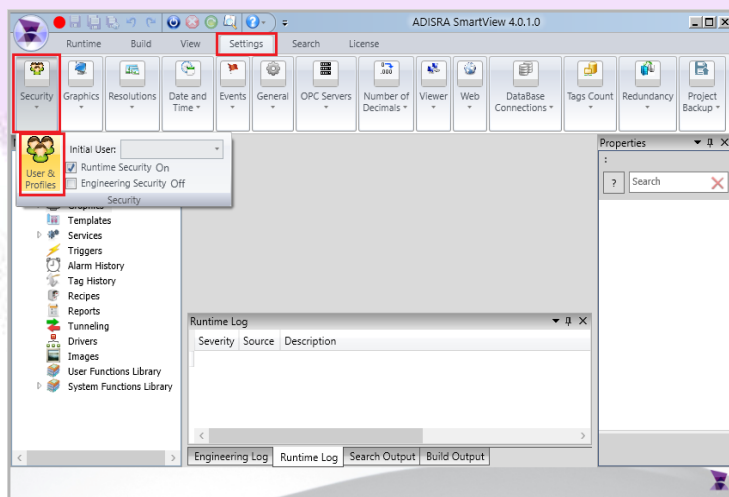 ADISRA SmartView 4.0.1.0
Runtime Build View Settings Search License
Security Graphics Resolutions Date and Time Events General OPC Servers Number of Decimals Viewer Web DataBase Connections Tags Count Redundancy Project Backup
.000
User & Profiles
Initial User:
Runtime Security On
Engineering Security Off
Security
Templates
Services
Triggers
Alarm History
Tag History
Recipes
Reports
Tunneling
Drivers
Images
User Functions Library
System Functions Library
Runtime Log
Severity Source Description
Engineering Log Runtime Log Search Output Build Output
Properties
:
? Search